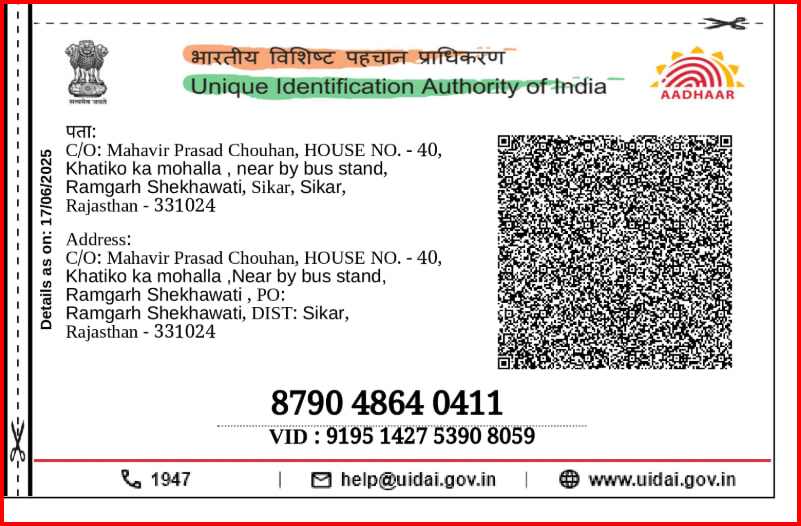 भारतीय विशिष्ट पहचान प्राधिकरण
Unique Identification Authority of India
सत्यमेव जयते
AADHAAR
Details as on: 17/06/2025
पता:
C/O: Mahavir Prasad Chouhan, HOUSE NO. - 40,
Khatiko ka mohalla , near by bus stand,
Ramgarh Shekhawati, Sikar, Sikar,
Rajasthan - 331024
Address:
C/O: Mahavir Prasad Chouhan, HOUSE NO. - 40,
Khatiko ka mohalla ,Near by bus stand,
Ramgarh Shekhawati , PO:
Ramgarh Shekhawati, DIST: Sikar,
Rajasthan - 331024
8790 4864 0411
VID : 9195 1427 5390 8059
1947 | help@uidai.gov.in | www.uidai.gov.in